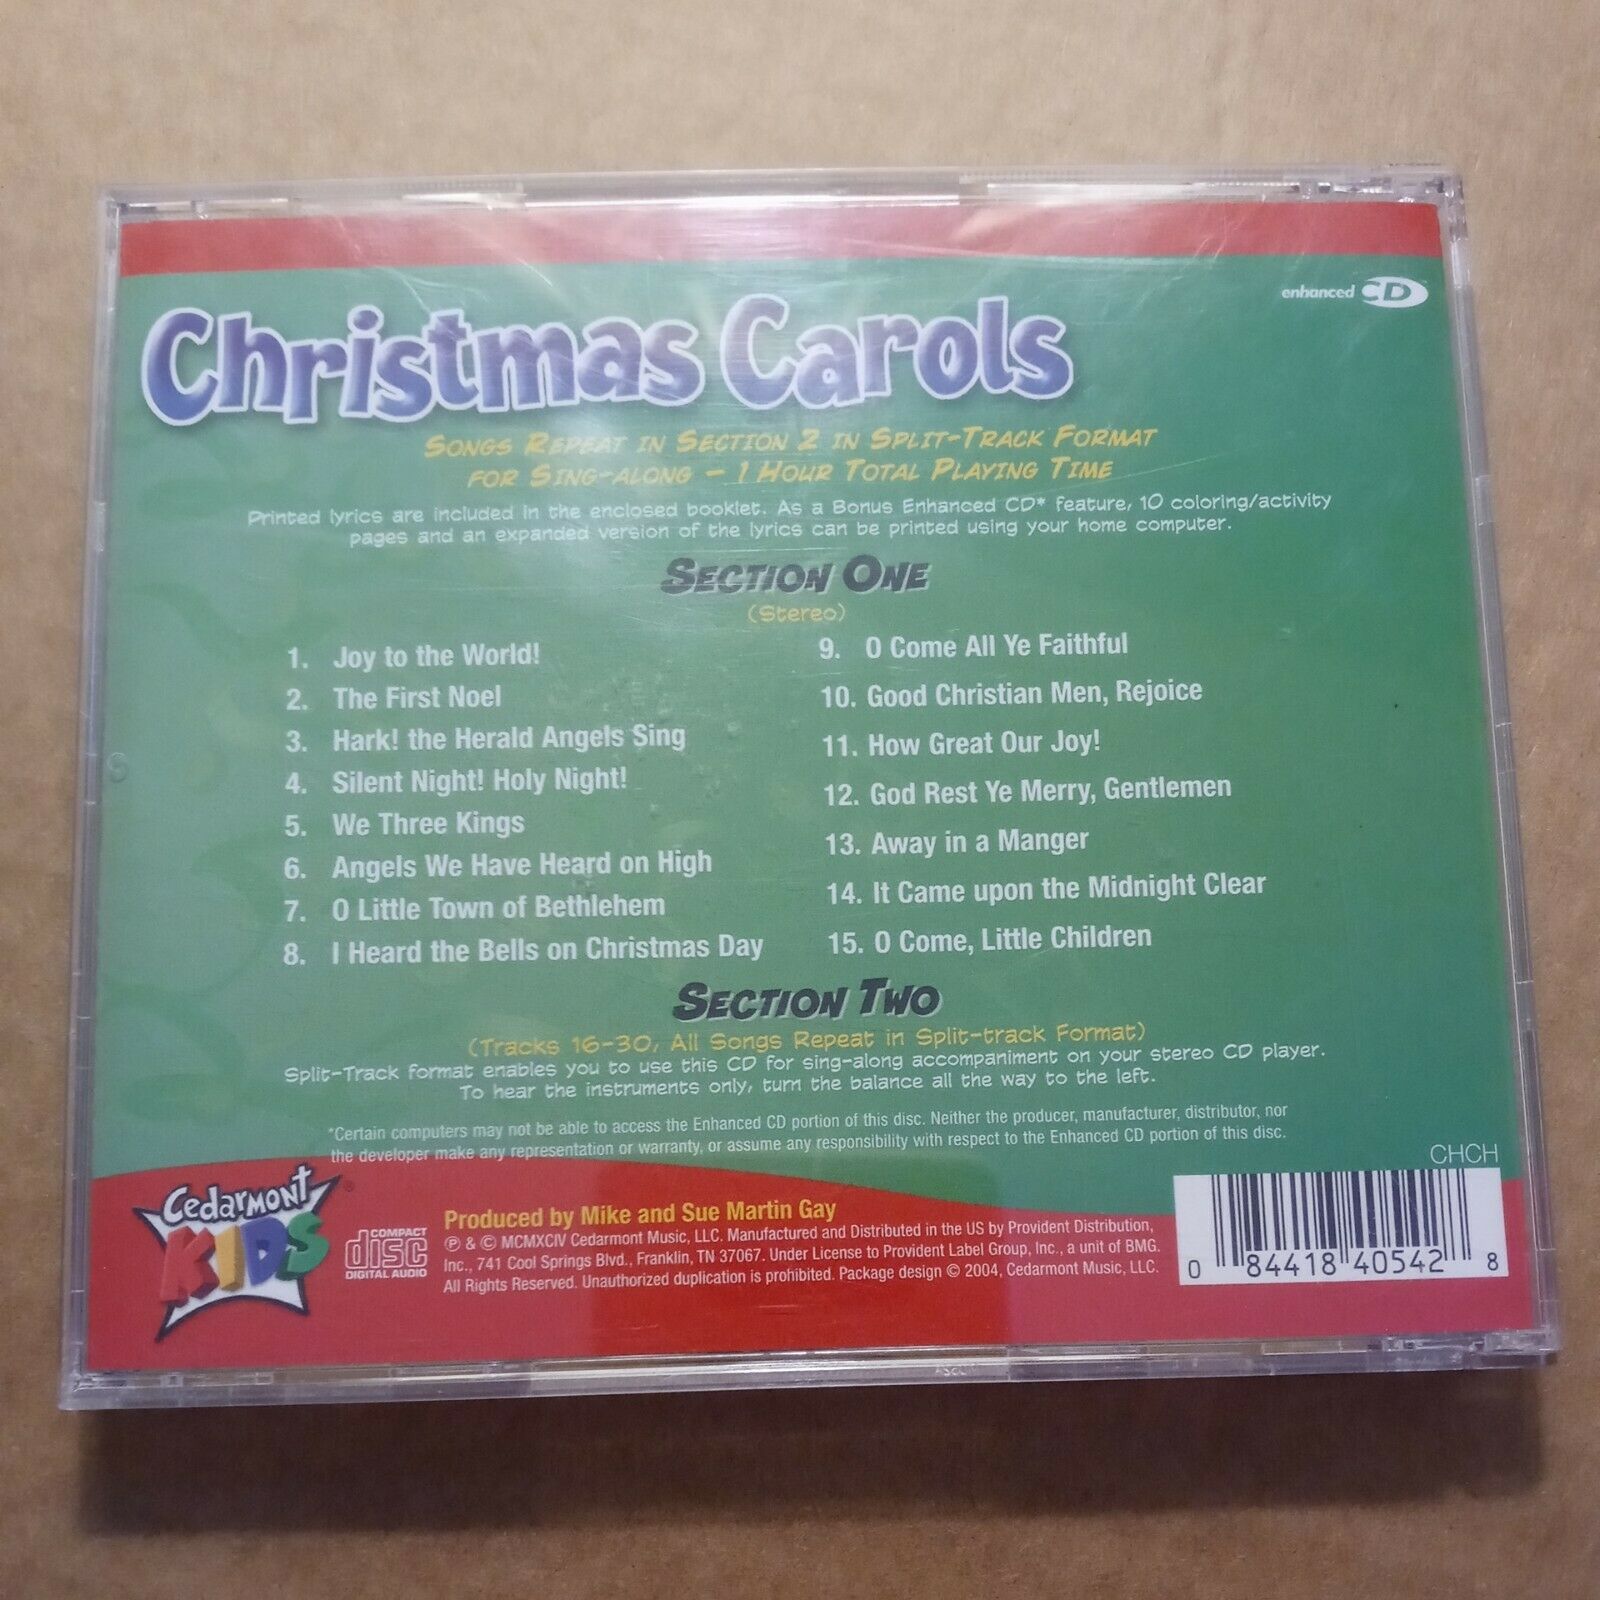 enhanced CD
Christmas Carols
Songs Repeat in Section 2 in Split-Track Format
for Sing-along – 1 Hour Total Playing Time
Printed lyrics are included in the enclosed booklet. As a Bonus Enhanced CD* feature, 10 coloring/activity
pages and an expanded version of the lyrics can be printed using your home computer.
Section One
(Stereo)
1. Joy to the World!
2. The First Noel
3. Hark! the Herald Angels Sing
4. Silent Night! Holy Night!
5. We Three Kings
6. Angels We Have Heard on High
7. O Little Town of Bethlehem
8. I Heard the Bells on Christmas Day
9. O Come All Ye Faithful
10. Good Christian Men, Rejoice
11. How Great Our Joy!
12. God Rest Ye Merry, Gentlemen
13. Away in a Manger
14. It Came upon the Midnight Clear
15. O Come, Little Children
Section Two
(Tracks 16-30, All Songs Repeat in Split-track Format)
Split-Track format enables you to use this CD for sing-along accompaniment on your stereo CD player.
To hear the instruments only, turn the balance all the way to the left.
*Certain computers may not be able to access the Enhanced CD portion of this disc. Neither the producer, manufacturer, distributor, nor
the developer make any representation or warranty, or assume any responsibility with respect to the Enhanced CD portion of this disc.
CHCH
Cedarmont
KIDS
®
COMPACT
disc
DIGITAL AUDIO
Produced by Mike and Sue Martin Gay
℗ & © MCMXCIV Cedarmont Music, LLC. Manufactured and Distributed in the US by Provident Distribution,
Inc., 741 Cool Springs Blvd., Franklin, TN 37067. Under License to Provident Label Group, Inc., a unit of BMG.
All Rights Reserved. Unauthorized duplication is prohibited. Package design © 2004, Cedarmont Music, LLC.
0 84418 40542 8